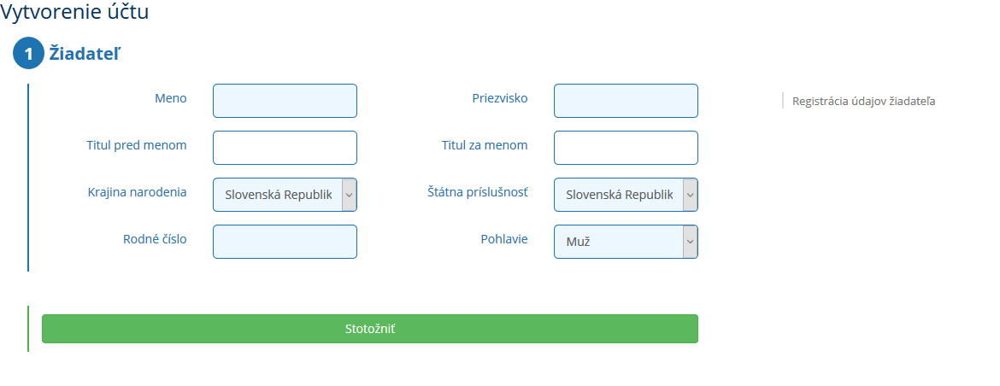 Vytvorenie účtu
1 Žiadateľ
Meno
Priezvisko
Registrácia údajov žiadateľa
Titul pred menom
Titul za menom
Krajina narodenia
Slovenská Republik
Štátna príslušnosť
Slovenská Republik
Rodné číslo
Pohlavie
Muž
Stotožniť